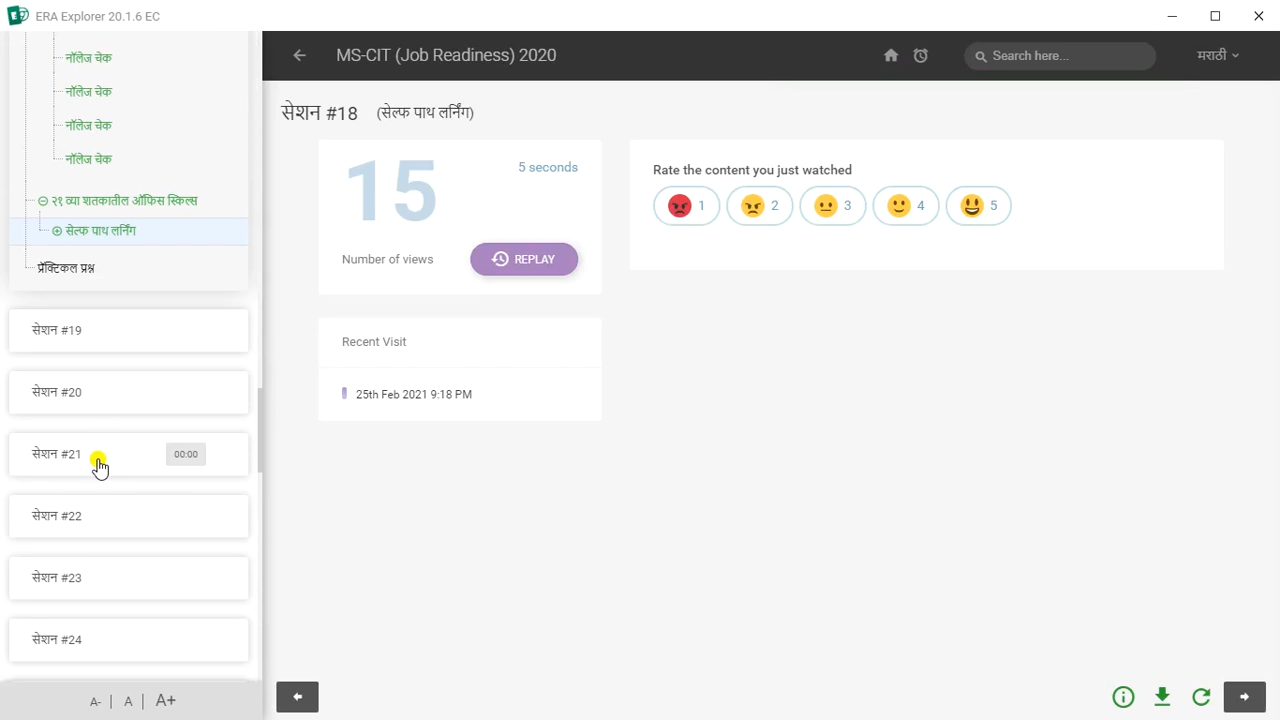 ERA Explorer 20.1.6 EC
नॉलेज चेक
नॉलेज चेक
नॉलेज चेक
नॉलेज चेक
२१ व्या शतकातील ऑफिस स्किल्स
सेल्फ पाथ लर्निंग
प्रॅक्टिकल प्रश्न
सेशन #19
सेशन #20
सेशन #21
00:00
सेशन #22
सेशन #23
सेशन #24
A- | A | A+
MS-CIT (Job Readiness) 2020
Search here...
मराठी
सेशन #18 (सेल्फ पाथ लर्निंग)
15
5 seconds
Number of views
REPLAY
Recent Visit
25th Feb 2021 9:18 PM
Rate the content you just watched
1 2 3 4 5